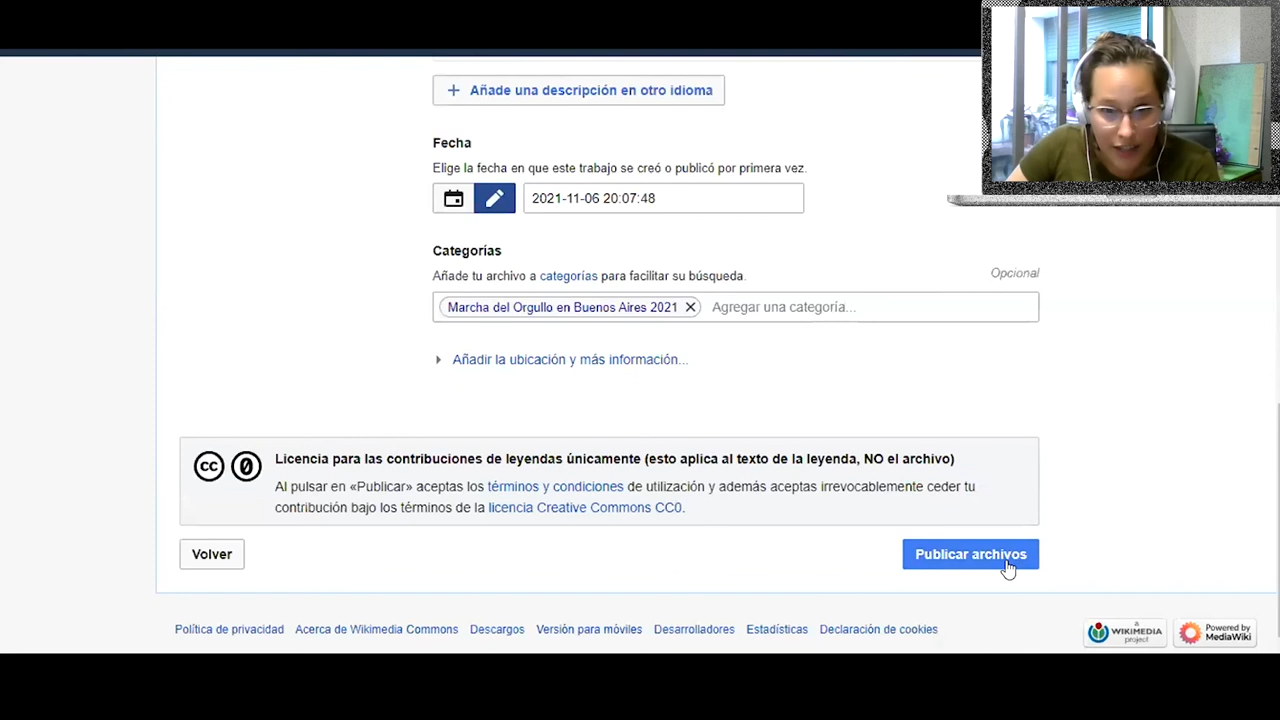 + Añade una descripción en otro idioma
Fecha
Elige la fecha en que este trabajo se creó o publicó por primera vez.
2021-11-06 20:07:48
Categorías
Añade tu archivo a categorías para facilitar su búsqueda.
Opcional
Marcha del Orgullo en Buenos Aires 2021 × Agregar una categoría...
Añadir la ubicación y más información...
Licencia para las contribuciones de leyendas únicamente (esto aplica al texto de la leyenda, NO el archivo)
Al pulsar en «Publicar» aceptas los términos y condiciones de utilización y además aceptas irrevocablemente ceder tu
contribución bajo los términos de la licencia Creative Commons CC0.
Volver
Publicar archivos
Política de privacidad Acerca de Wikimedia Commons Descargos Versión para móviles Desarrolladores Estadísticas Declaración de cookies
a
WIKIMEDIA
project
Powered by
MediaWiki